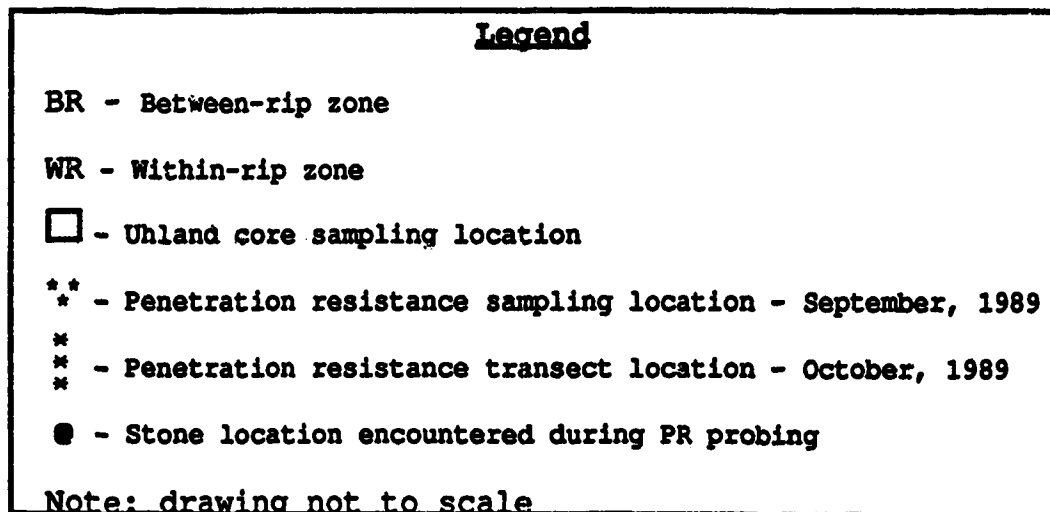 Legend
BR - Between-rip zone
WR - Within-rip zone
□ - Uhland core sampling location
*** - Penetration resistance sampling location - September, 1989
*** - Penetration resistance transect location - October, 1989
● - Stone location encountered during PR probing
Note: drawing not to scale